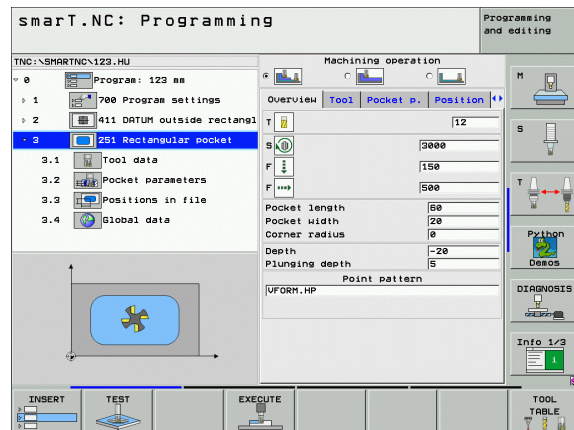 smarT.NC: Programming
Programming
and editing
TNC:\SMARTNC\123.HU
0 Program: 123 mm
1 700 Program settings
2 411 DATUM outside rectangl
3 251 Rectangular pocket
3.1 Tool data
3.2 Pocket parameters
3.3 Positions in file
3.4 Global data
Machining operation
Overview Tool Pocket p. Position
T 12
S 3000
F 150
F 500
Pocket length 60
Pocket width 20
Corner radius 0
Depth -20
Plunging depth 5
Point pattern
VFORM.HP
M
S
T
Python
Demos
DIAGNOSIS
Info 1/3
INSERT
TEST
EXECUTE
TOOL
TABLE